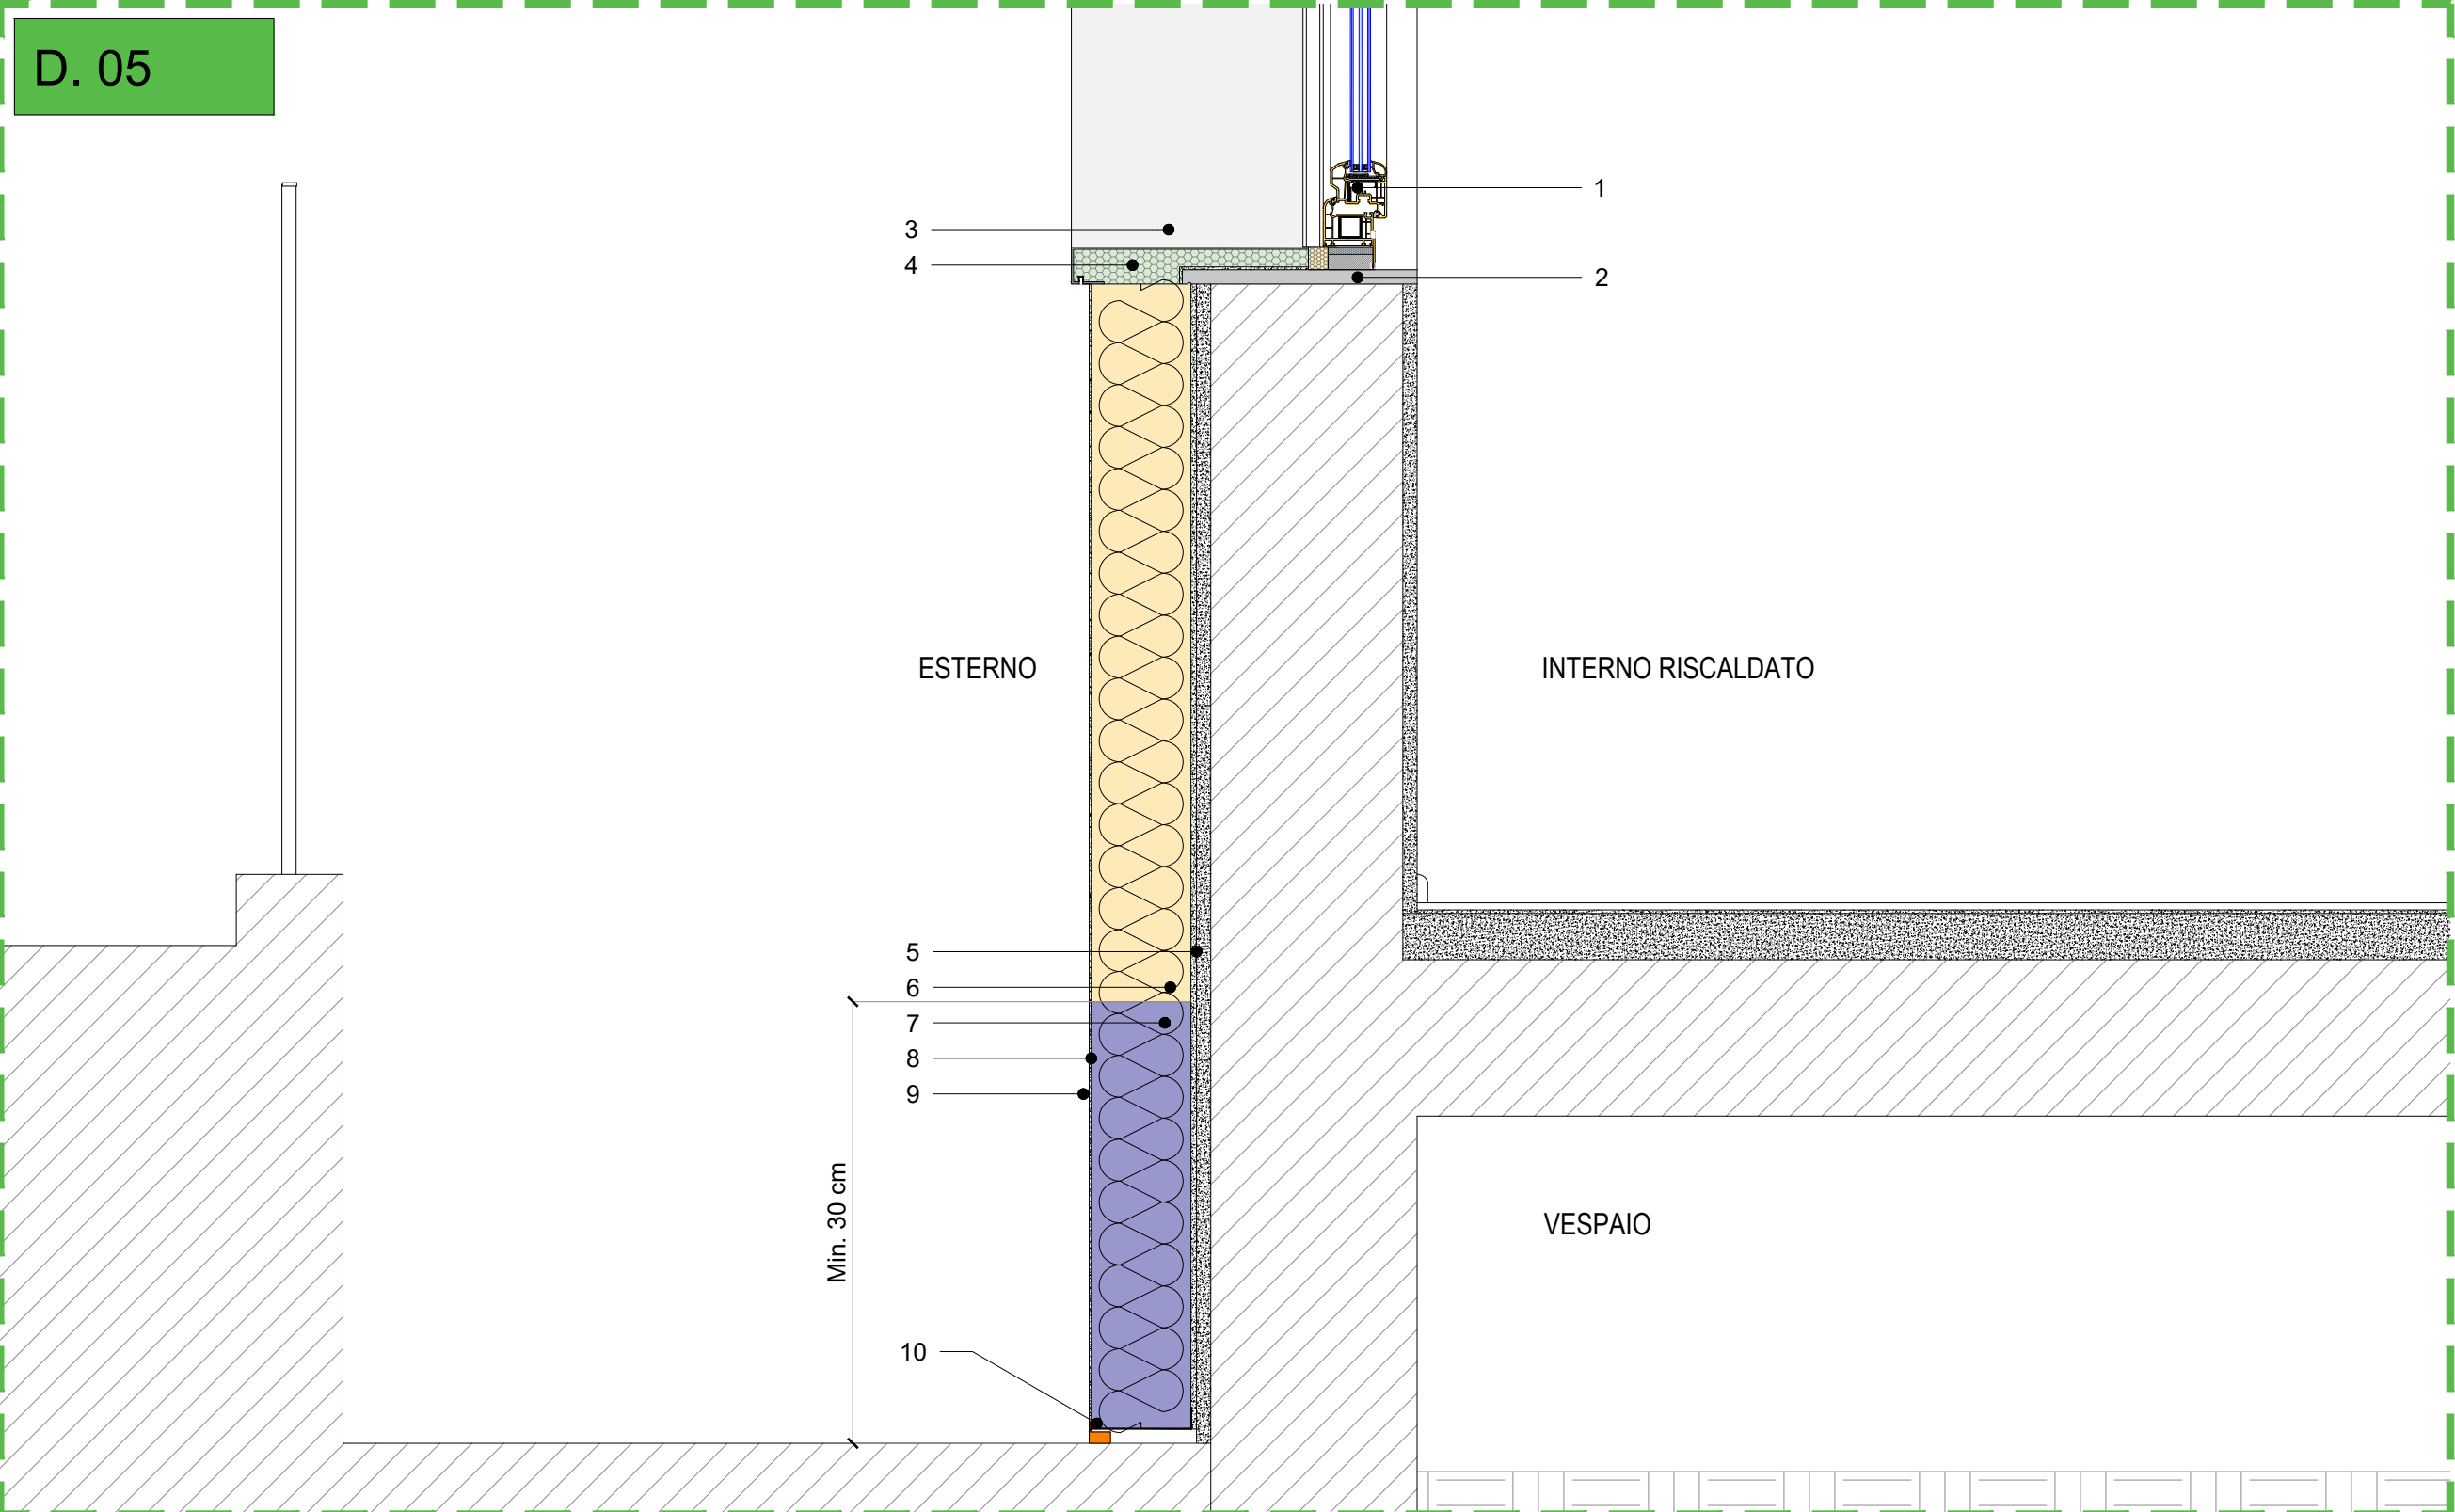 D. 05
1
3
4
2
ESTERNO
INTERNO RISCALDATO
5
6
7
8
9
Min. 30 cm
VESPAIO
10